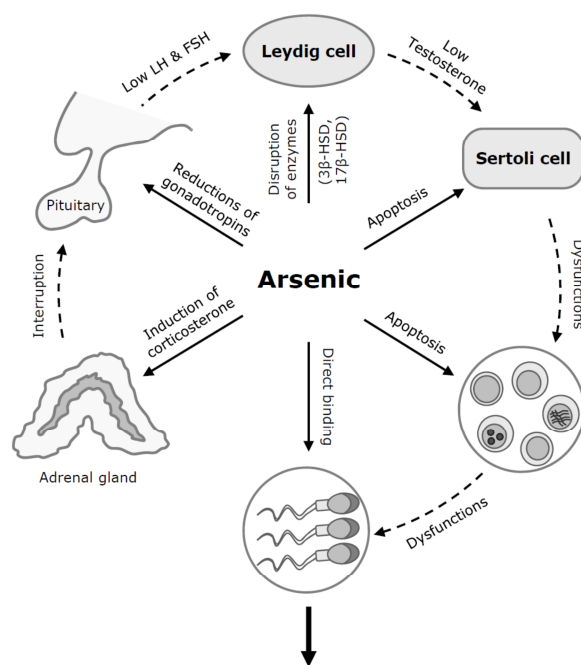 Low LH & FSH
Leydig cell
Low
Testosterone
Disruption
of enzymes
(3β-HSD,
17β-HSD)
Sertoli cell
Pituitary
Reductions of
gonadotropins
Apoptosis
Arsenic
Dysfunctions
Interruption
Induction of
corticosterone
Apoptosis
Direct binding
Adrenal gland
Dysfunctions